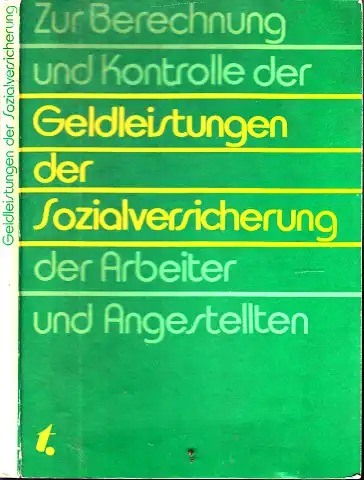 Geldleistungen der Sozialversicherung
Zur Berechnung
und Kontrolle der
Geldleistungen
der
Sozialversicherung
der Arbeiter
und Angestellten
t.